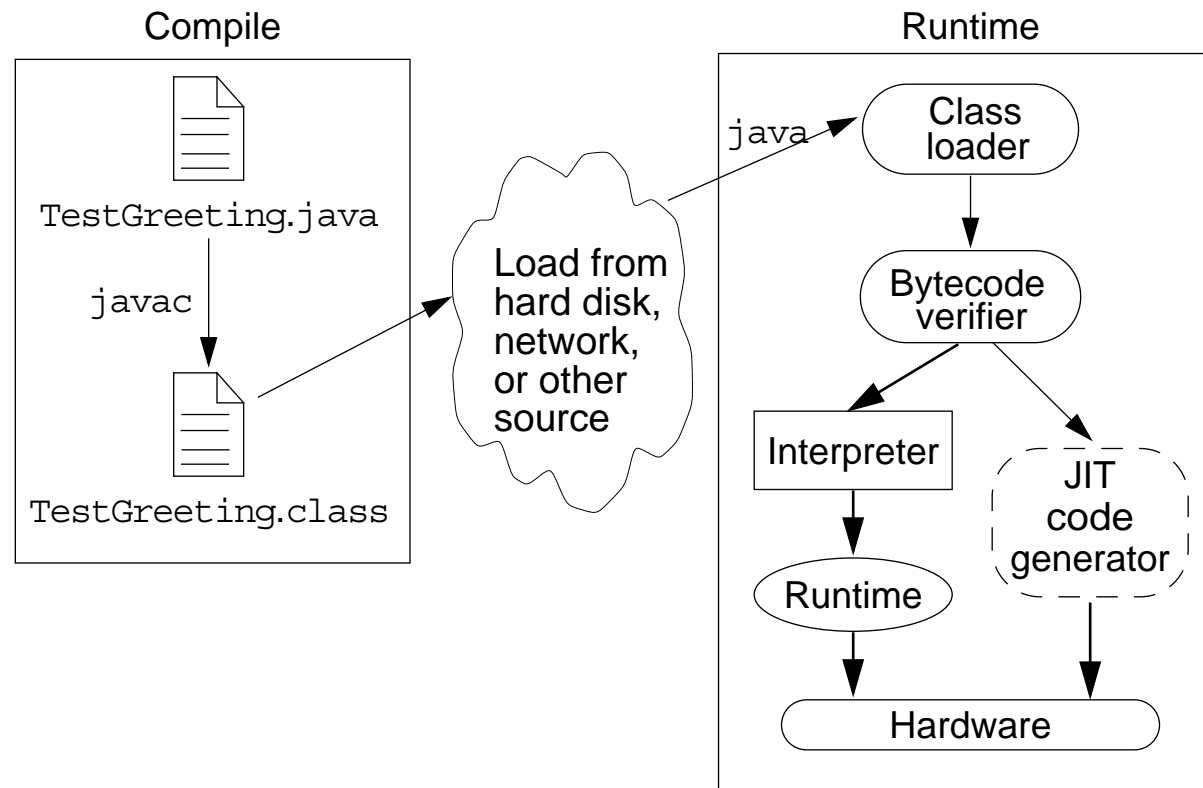 Compile
TestGreeting.java
javac
TestGreeting.class
Load from
hard disk,
network,
or other
source
Runtime
java
Class
loader
Bytecode
verifier
Interpreter
JIT
code
generator
Runtime
Hardware